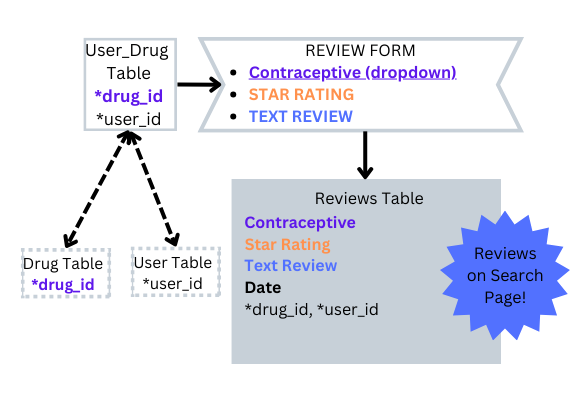 User_Drug
Table
*drug_id
*user_id
REVIEW FORM
Contraceptive (dropdown)
STAR RATING
TEXT REVIEW
Drug Table
*drug_id
User Table
*user_id
Reviews Table
Contraceptive
Star Rating
Text Review
Date
*drug_id, *user_id
Reviews
on Search
Page!